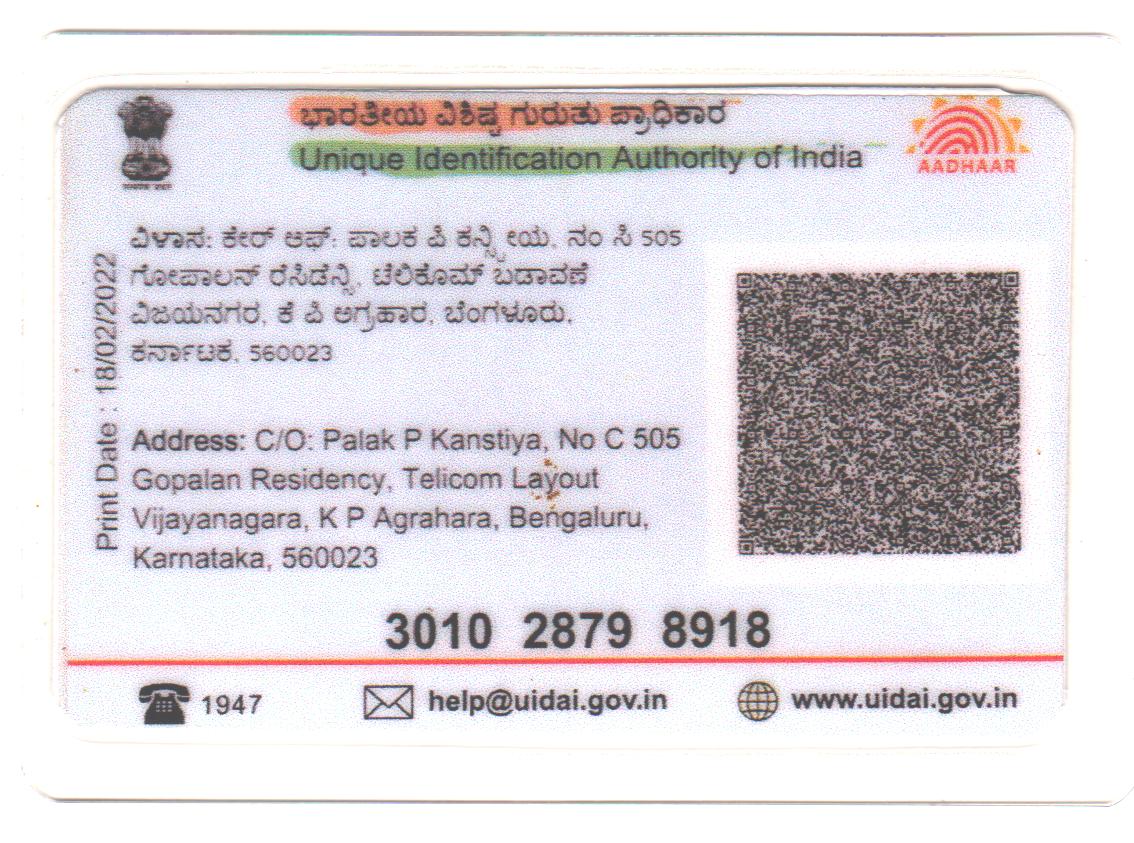 ಭಾರತೀಯ ವಿಶಿಷ್ಟ ಗುರುತು ಪ್ರಾಧಿಕಾರ
Unique Identification Authority of India
AADHAAR
ವಿಳಾಸ: ಕೇರ್ ಆಫ್: ಪಾಲಕ ಪಿ ನಂ ಸಿ 505
ಗೋಪಾಲನ್ ರೆಸಿಡೆನ್ಸಿ, ಟೆಲಿಕೊಮ್ ಬಡಾವಣೆ
ವಿಜಯನಗರ, ಕೆ ಪಿ ಅಗ್ರಹಾರ, ಬೆಂಗಳೂರು,
ಕರ್ನಾಟಕ, 560023
Print Date : 18/02/2022
Address: C/O: Palak P Kanstiya, No C 505
Gopalan Residency, Telicom Layout
Vijayanagara, K P Agrahara, Bengaluru,
Karnataka, 560023
3010 2879 8918
1947 help@uidai.gov.in www.uidai.gov.in